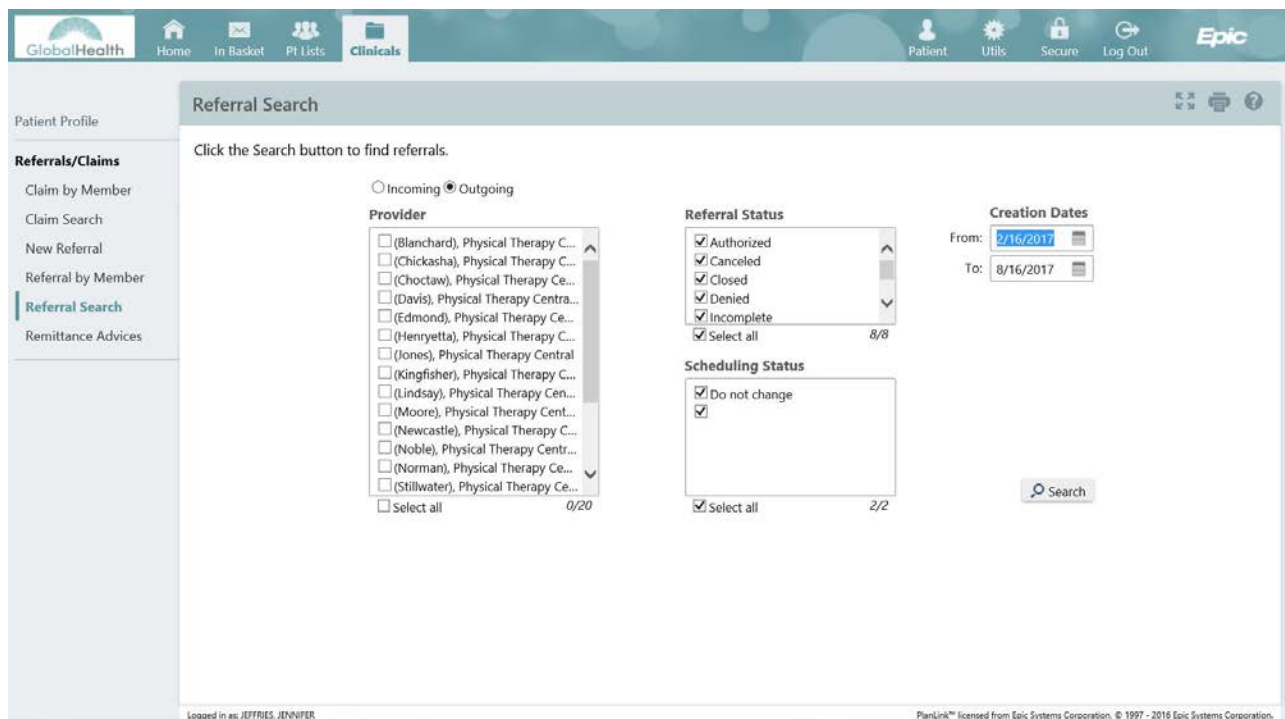 GlobalHealth
Home
In Basket
Pt Lists
Clinicals
Patient
Utils
Secure
Log Out
Epic
Patient Profile
Referrals/Claims
Claim by Member
Claim Search
New Referral
Referral by Member
Referral Search
Remittance Advices
Referral Search
Click the Search button to find referrals.
Incoming Outgoing
Provider
(Blanchard), Physical Therapy C...
(Chickasha), Physical Therapy C...
(Choctaw), Physical Therapy Ce...
(Davis), Physical Therapy Centra...
(Edmond), Physical Therapy Ce...
(Henryetta), Physical Therapy C...
(Jones), Physical Therapy Central
(Kingfisher), Physical Therapy C...
(Lindsay), Physical Therapy Cen...
(Moore), Physical Therapy Cent...
(Newcastle), Physical Therapy C...
(Noble), Physical Therapy Centr...
(Norman), Physical Therapy Ce...
(Stillwater), Physical Therapy Ce...
Select all 0/20
Referral Status
Authorized
Canceled
Closed
Denied
Incomplete
Select all 8/8
Scheduling Status
Do not change
Select all 2/2
Creation Dates
From: 2/16/2017
To: 8/16/2017
Search
Logged in as: JEFFRIES, JENNIFER
PlanLink™ licensed from Epic Systems Corporation. © 1997 - 2016 Epic Systems Corporation.